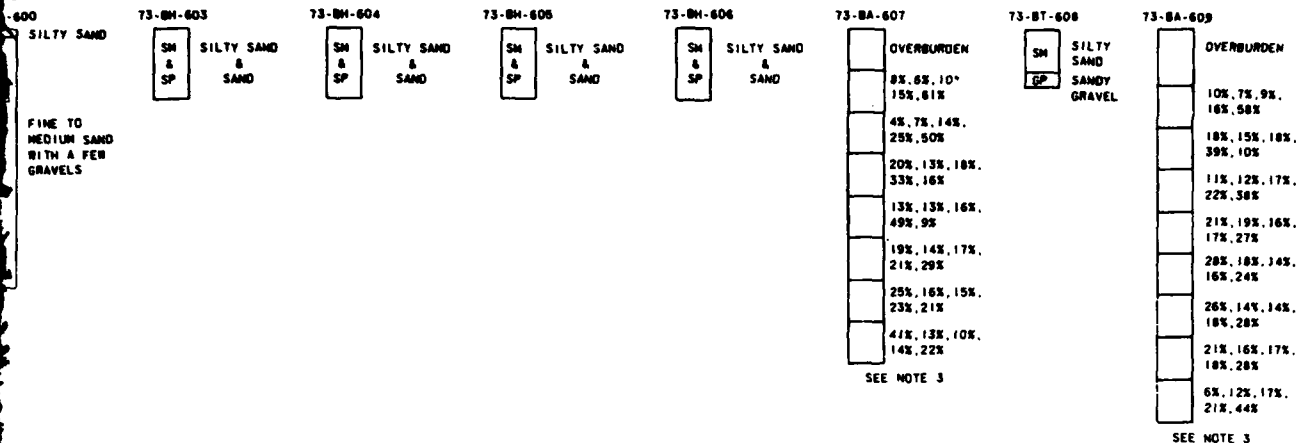 -600
SILTY SAND
FINE TO
MEDIUM SAND
WITH A FEW
GRAVELS
73-BH-603
SM
&
SP
SILTY SAND
&
SAND
73-BH-604
SM
&
SP
SILTY SAND
&
SAND
73-BH-605
SM
&
SP
SILTY SAND
&
SAND
73-BH-606
SM
&
SP
SILTY SAND
&
SAND
73-BA-607
OVERBURDEN
8%,6%,10%
15%,61%
4%,7%,14%,
25%,50%
20%,13%,18%,
33%,16%
13%,13%,16%,
49%,9%
19%,14%,17%,
21%,29%
25%,16%,15%,
23%,21%
41%,13%,10%,
14%,22%
SEE NOTE 3
73-BT-608
SM
SILTY
SAND
GP
SANDY
GRAVEL
73-BA-609
OVERBURDEN
10%,7%,9%,
16%,58%
18%,15%,18%,
39%,10%
11%,12%,17%,
22%,38%
21%,19%,16%,
17%,27%
28%,18%,14%,
16%,24%
26%,14%,14%,
18%,28%
21%,16%,17%,
18%,28%
6%,12%,17%,
21%,44%
SEE NOTE 3